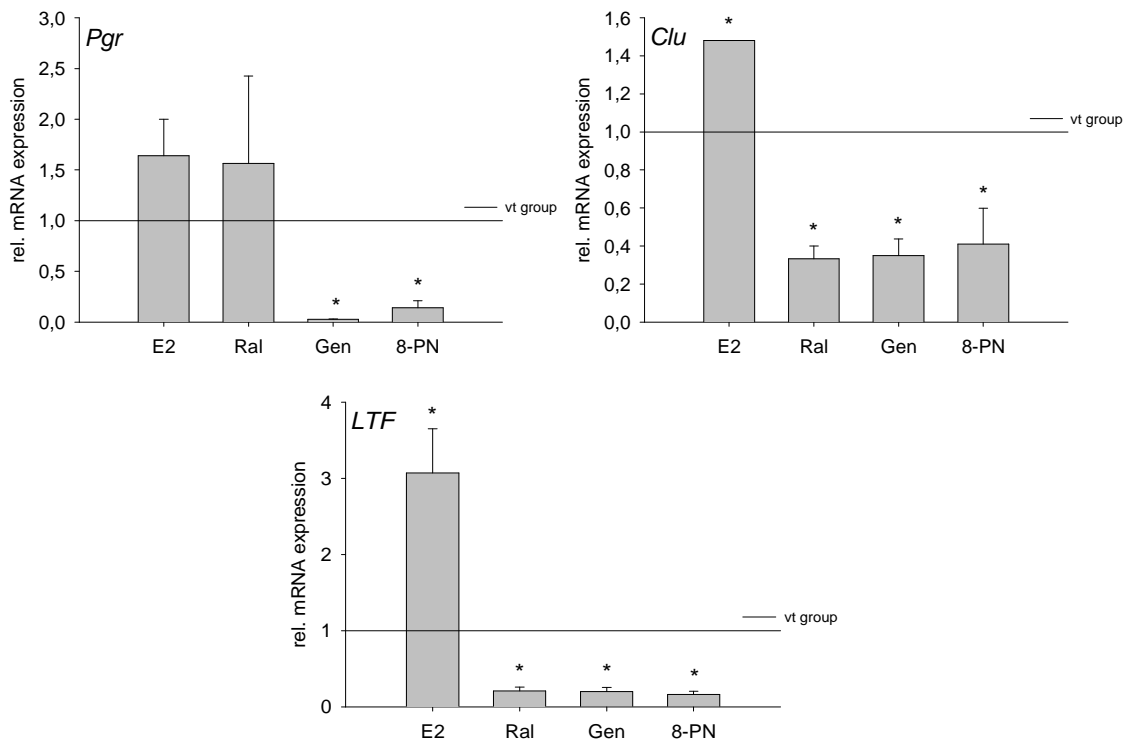 Pgr
rel. mRNA expression
3,0
2,5
2,0
1,5
1,0
0,5
0,0
*
*
vt group
E2 Ral Gen 8-PN
Clu
rel. mRNA expression
1,6
1,4
1,2
1,0
0,8
0,6
0,4
0,2
0,0
*
*
*
*
vt group
E2 Ral Gen 8-PN
LTF
rel. mRNA expression
4
3
2
1
0
*
*
*
*
vt group
E2 Ral Gen 8-PN